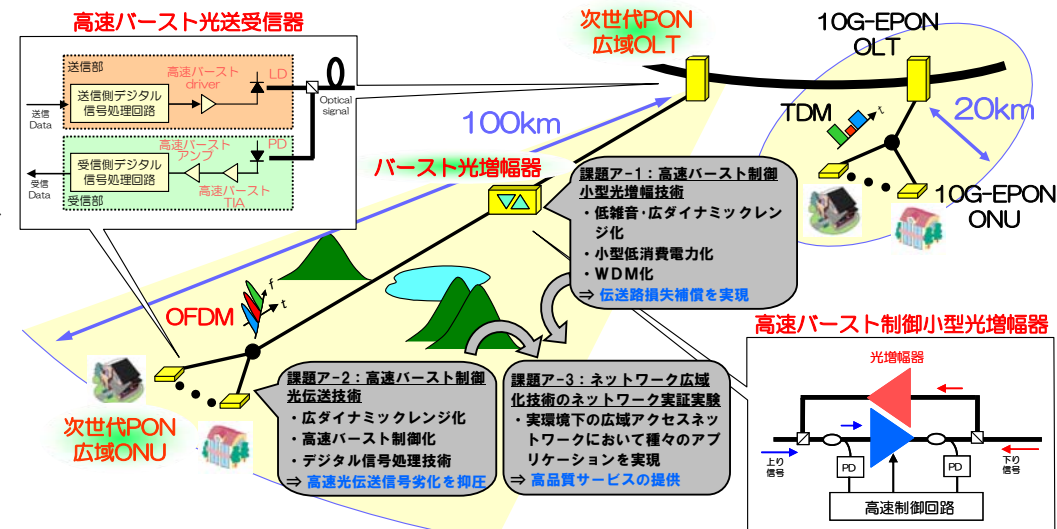 高速バースト光送受信器
送信部
高速バースト
driver
LD
送信側デジタル
信号処理回路
送信
Data
Optical
signal
高速バースト
アンプ
PD
受信側デジタル
信号処理回路
受信
Data
高速バースト
TIA
受信部
次世代PON
広域OLT
10G-EPON
OLT
100km
20km
TDM
t
10G-EPON
ONU
バースト光増幅器
課題ア-1：高速バースト制御
小型光増幅技術
・低雑音・広ダイナミックレン
ジ化
・小型低消費電力化
・ＷＤＭ化
⇒ 伝送路損失補償を実現
OFDM
f
t
次世代PON
広域ONU
課題ア-2：高速バースト制御
光伝送技術
・広ダイナミックレンジ化
・高速バースト制御化
・デジタル信号処理技術
⇒ 高速光伝送信号劣化を抑圧
課題ア-3：ネットワーク広域
化技術のネットワーク実証実験
・実環境下の広域アクセスネッ
トワークにおいて種々のアプ
リケーションを実現
⇒ 高品質サービスの提供
高速バースト制御小型光増幅器
光増幅器
上り
信号
下り
信号
PD
PD
高速制御回路